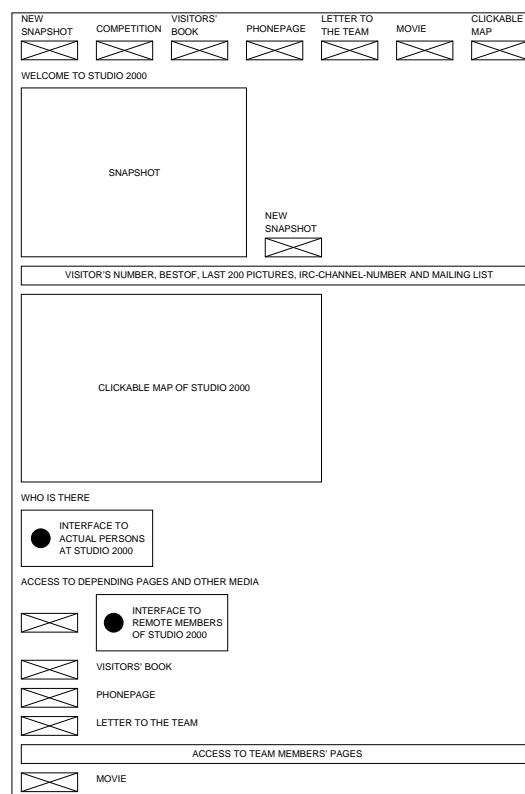 NEW
SNAPSHOT
COMPETITION
VISITORS'
BOOK
PHONEPAGE
LETTER TO
THE TEAM
MOVIE
CLICKABLE
MAP
WELCOME TO STUDIO 2000
SNAPSHOT
NEW
SNAPSHOT
VISITOR'S NUMBER, BESTOF, LAST 200 PICTURES, IRC-CHANNEL-NUMBER AND MAILING LIST
CLICKABLE MAP OF STUDIO 2000
WHO IS THERE
INTERFACE TO
ACTUAL PERSONS
AT STUDIO 2000
ACCESS TO DEPENDING PAGES AND OTHER MEDIA
INTERFACE TO
REMOTE MEMBERS
OF STUDIO 2000
VISITORS' BOOK
PHONEPAGE
LETTER TO THE TEAM
ACCESS TO TEAM MEMBERS' PAGES
MOVIE